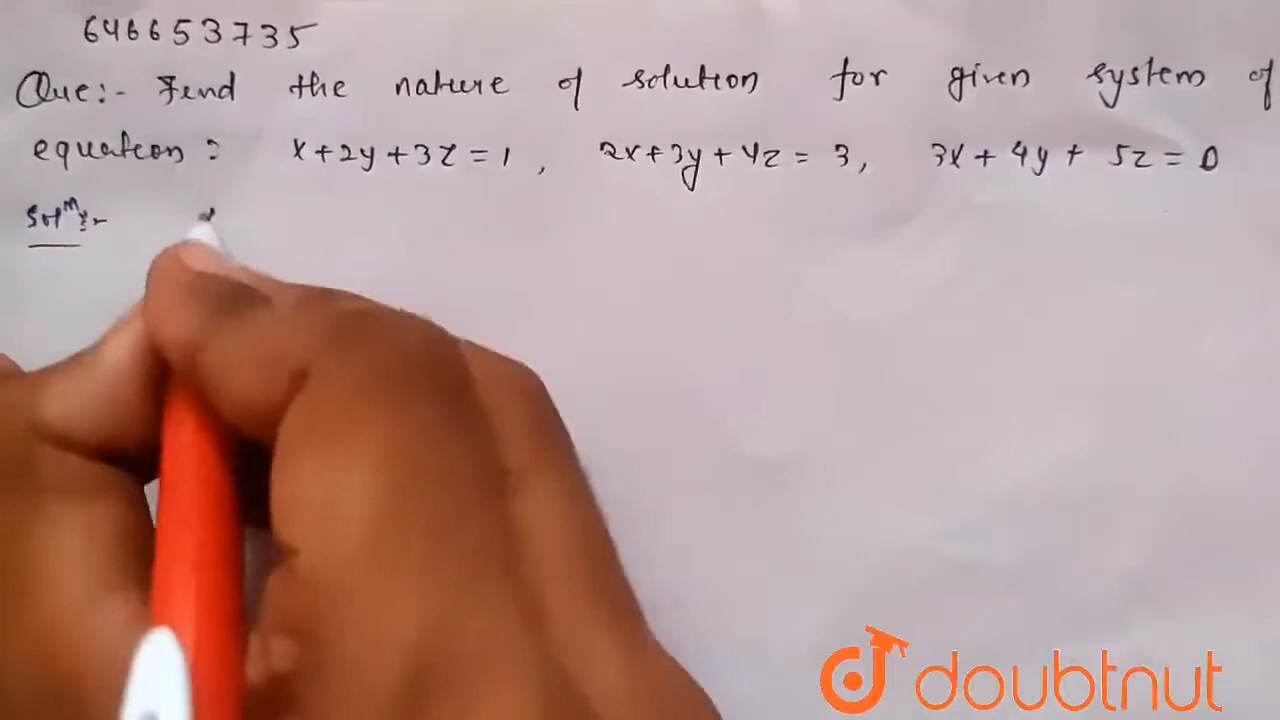 646653735
Que:- Find the nature of solution for given system of
equation: x+2y+3z=1, 2x+3y+4z=3, 3x+4y+5z=0
Solⁿ:-
doubtnut